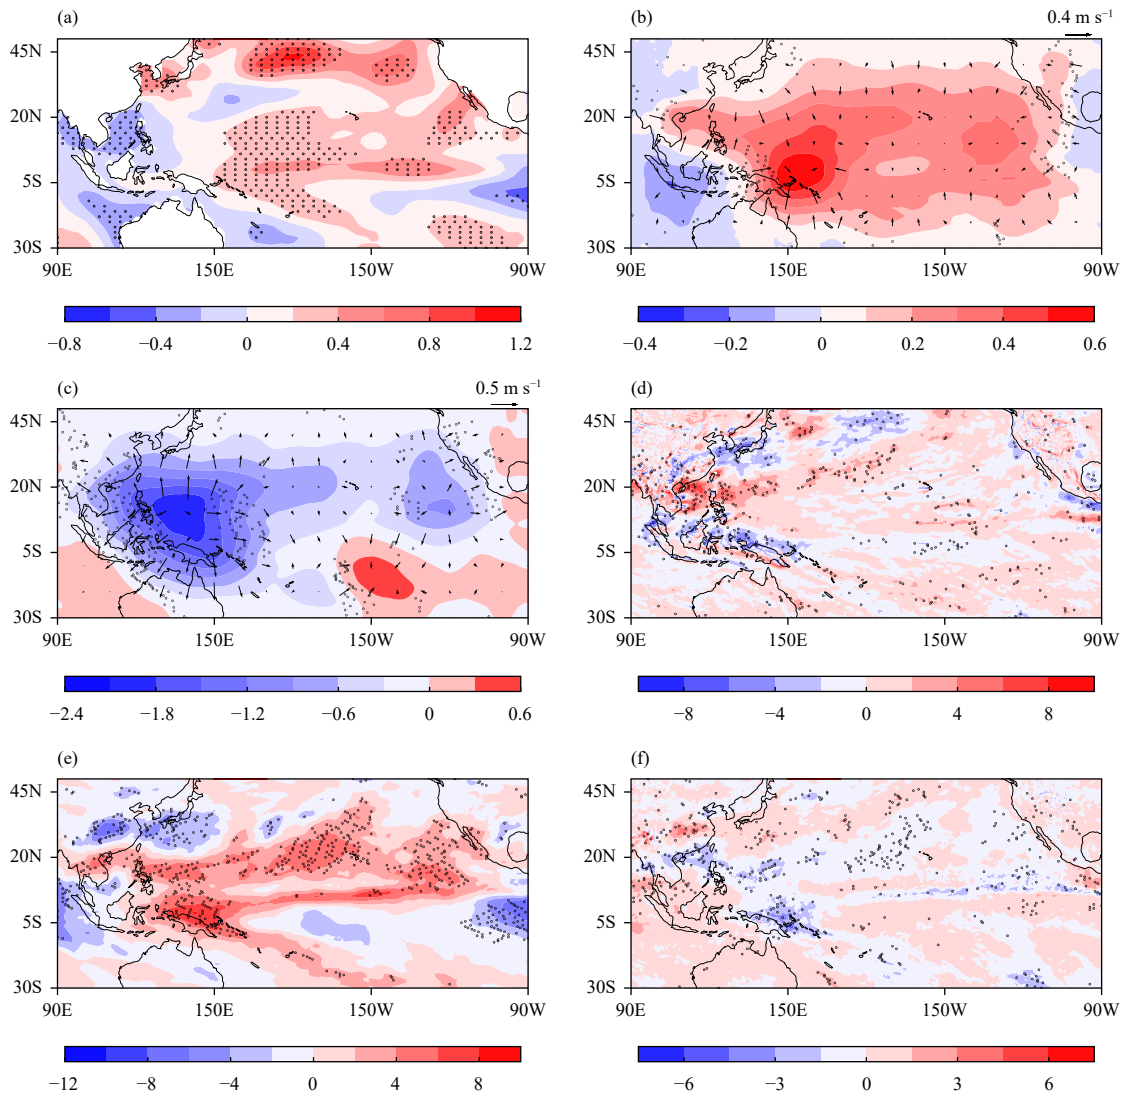 (a)
45N
20N
5S
30S
90E 150E 150W 90W
−0.8 −0.4 0 0.4 0.8 1.2
(b) 0.4 m s⁻¹
45N
20N
5S
30S
90E 150E 150W 90W
−0.4 −0.2 0 0.2 0.4 0.6
(c) 0.5 m s⁻¹
45N
20N
5S
30S
90E 150E 150W 90W
−2.4 −1.8 −1.2 −0.6 0 0.6
(d)
45N
20N
5S
30S
90E 150E 150W 90W
−8 −4 0 4 8
(e)
45N
20N
5S
30S
90E 150E 150W 90W
−12 −8 −4 0 4 8
(f)
45N
20N
5S
30S
90E 150E 150W 90W
−6 −3 0 3 6